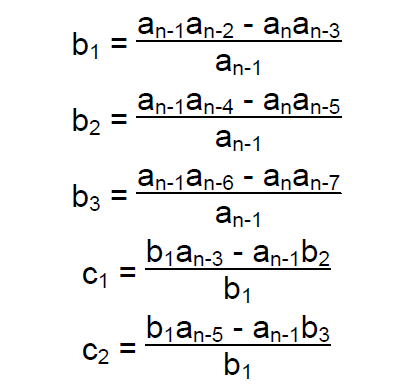 b₁ = (aₙ₋₁aₙ₋₂ - aₙaₙ₋₃) / aₙ₋₁
b₂ = (aₙ₋₁aₙ₋₄ - aₙaₙ₋₅) / aₙ₋₁
b₃ = (aₙ₋₁aₙ₋₆ - aₙaₙ₋₇) / aₙ₋₁
c₁ = (b₁aₙ₋₃ - aₙ₋₁b₂) / b₁
c₂ = (b₁aₙ₋₅ - aₙ₋₁b₃) / b₁